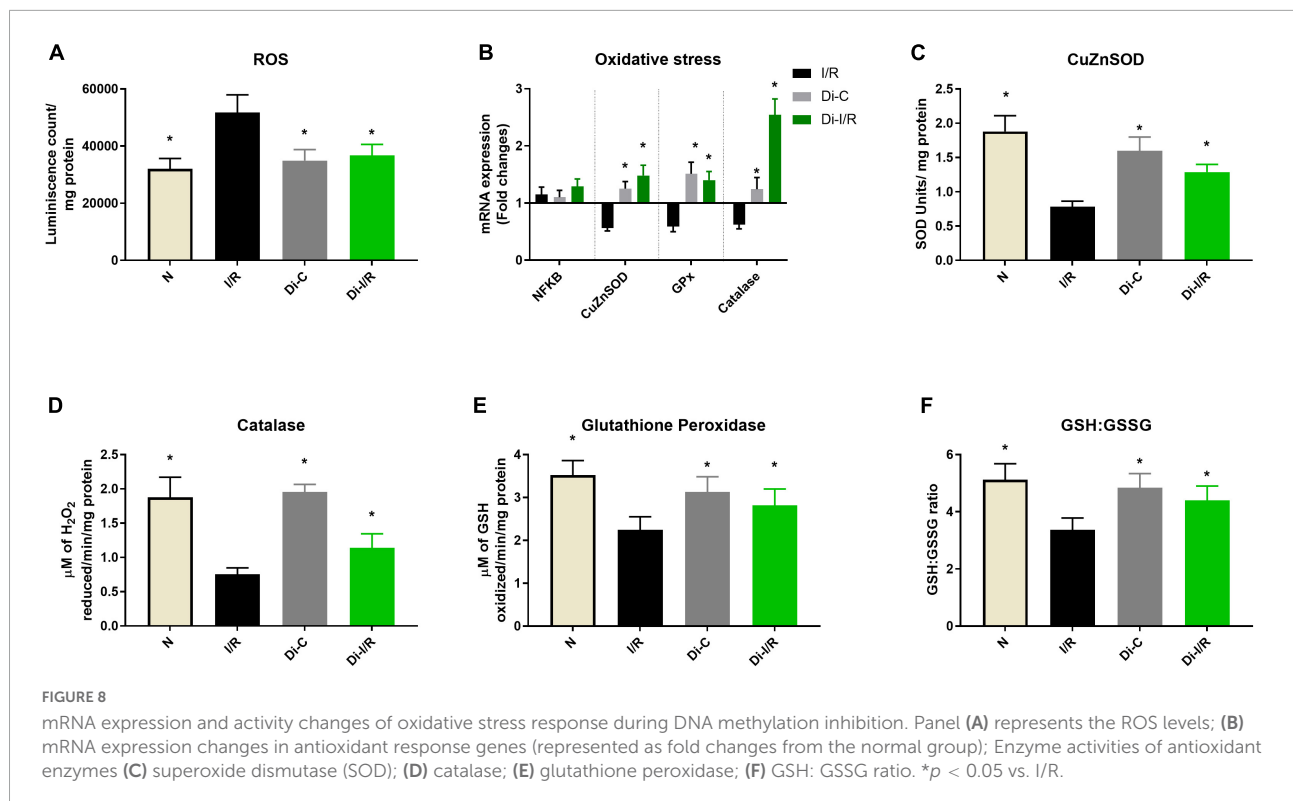 A
ROS
Luminiscence count/
mg protein
60000
40000
20000
0
*
*
*
N
I/R
Di-C
Di-I/R
B
Oxidative stress
mRNA expression
(Fold changes)
3
2
1
0
*
*
*
*
*
*
NFKB
CuZnSOD
GPx
Catalase
I/R
Di-C
Di-I/R
C
CuZnSOD
SOD Units/ mg protein
2.5
2.0
1.5
1.0
0.5
0.0
*
*
*
N
I/R
Di-C
Di-I/R
D
Catalase
μM of H₂O₂
reduced/min/mg protein
2.5
2.0
1.5
1.0
0.5
0.0
*
*
*
N
I/R
Di-C
Di-I/R
E
Glutathione Peroxidase
μM of GSH
oxidized/min/mg protein
4
3
2
1
0
*
*
*
N
I/R
Di-C
Di-I/R
F
GSH:GSSG
GSH:GSSG ratio
6
4
2
0
*
*
*
N
I/R
Di-C
Di-I/R
FIGURE 8
mRNA expression and activity changes of oxidative stress response during DNA methylation inhibition. Panel (A) represents the ROS levels; (B)
mRNA expression changes in antioxidant response genes (represented as fold changes from the normal group); Enzyme activities of antioxidant
enzymes (C) superoxide dismutase (SOD); (D) catalase; (E) glutathione peroxidase; (F) GSH: GSSG ratio. *p < 0.05 vs. I/R.